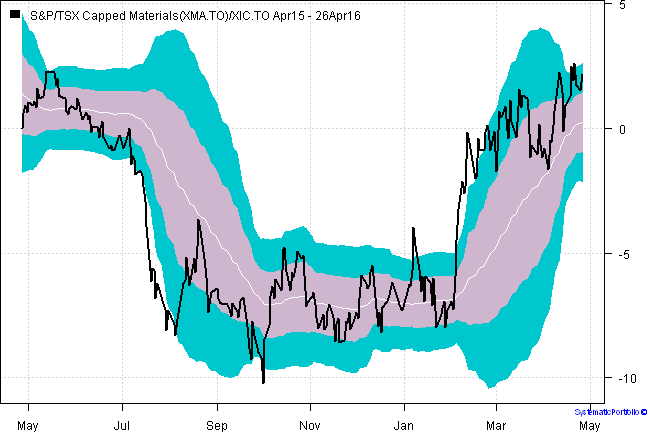 S&P/TSX Capped Materials(XMA.TO)/XIC.TO Apr15 - 26Apr16
5
0
-5
-10
SystematicPortfolio ©
May Jul Sep Nov Jan Mar May